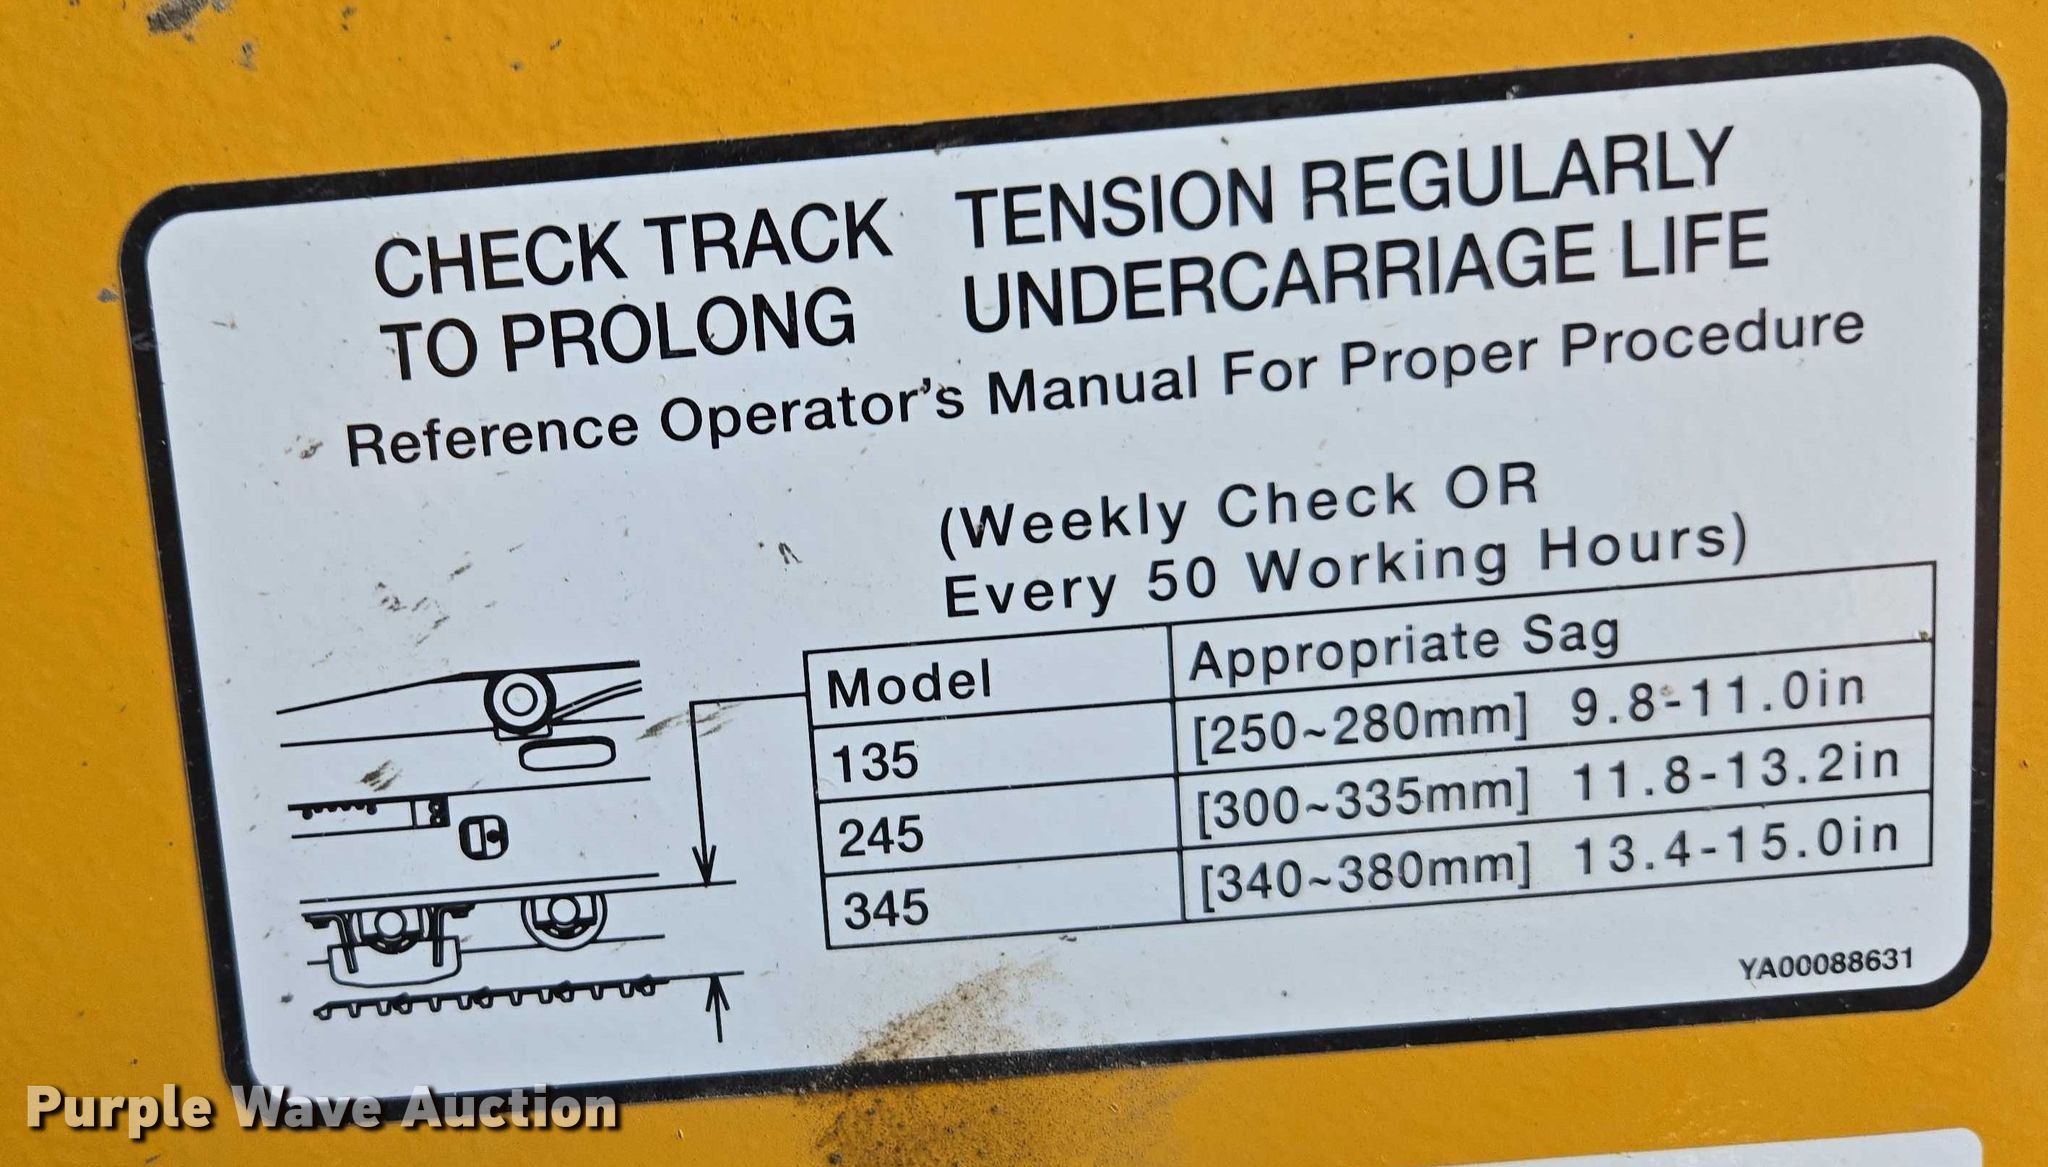 CHECK TRACK TENSION REGULARLY
TO PROLONG UNDERCARRIAGE LIFE
Reference Operator's Manual For Proper Procedure
(Weekly Check OR
Every 50 Working Hours)
Model Appropriate Sag
135 [250~280mm] 9.8-11.0in
245 [300~335mm] 11.8-13.2in
345 [340~380mm] 13.4-15.0in
YA00088631
Purple Wave Auction